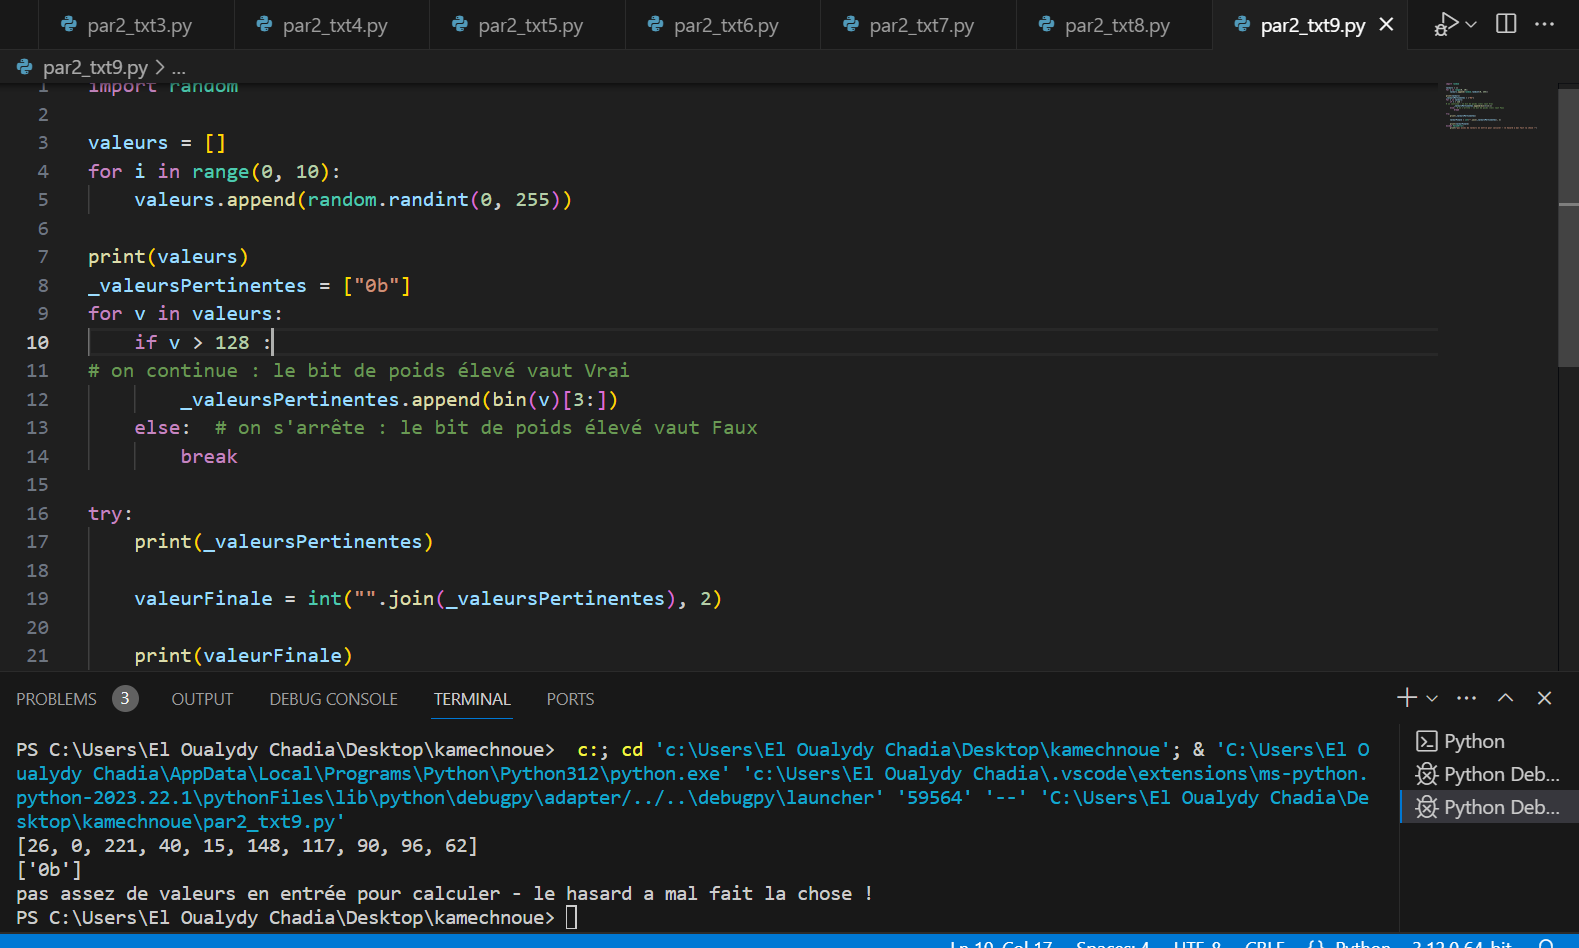 par2_txt3.py par2_txt4.py par2_txt5.py par2_txt6.py par2_txt7.py par2_txt8.py par2_txt9.py
par2_txt9.py > ...
1 import random
2
3 valeurs = []
4 for i in range(0, 10):
5 valeurs.append(random.randint(0, 255))
6
7 print(valeurs)
8 _valeursPertinentes = ["0b"]
9 for v in valeurs:
10 if v > 128 :
11 # on continue : le bit de poids élevé vaut Vrai
12 _valeursPertinentes.append(bin(v)[3:])
13 else: # on s'arrête : le bit de poids élevé vaut Faux
14 break
15
16 try:
17 print(_valeursPertinentes)
18
19 valeurFinale = int("".join(_valeursPertinentes), 2)
20
21 print(valeurFinale)
PROBLEMS 3 OUTPUT DEBUG CONSOLE TERMINAL PORTS
PS C:\Users\El Oualydy Chadia\Desktop\kamechnoue> c:; cd 'c:\Users\El Oualydy Chadia\Desktop\kamechnoue'; & 'C:\Users\El O
ualydy Chadia\AppData\Local\Programs\Python\Python312\python.exe' 'c:\Users\El Oualydy Chadia\.vscode\extensions\ms-python.
python-2023.22.1\pythonFiles\lib\python\debugpy\adapter/../..\debugpy\launcher' '59564' '--' 'C:\Users\El Oualydy Chadia\De
sktop\kamechnoue\par2_txt9.py'
[26, 0, 221, 40, 15, 148, 117, 90, 96, 62]
['0b']
pas assez de valeurs en entrée pour calculer - le hasard a mal fait la chose !
PS C:\Users\El Oualydy Chadia\Desktop\kamechnoue>
Python
Python Deb...
Python Deb...
Ln 10, Col 17 Spaces: 4 UTF-8 CRLF Python 3.12.0 64-bit